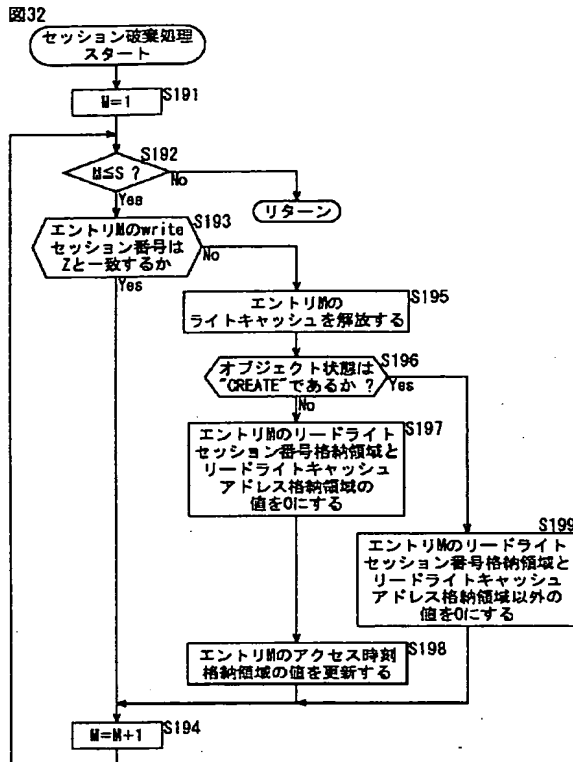 図32
セッション破棄処理
スタート
M=1
S191
M≦S ?
S192
No
Yes
リターン
エントリMのwrite
セッション番号は
Zと一致するか
S193
No
Yes
エントリMの
ライトキャッシュを解放する
S195
オブジェクト状態は
"CREATE"であるか ?
S196
Yes
No
エントリMのリードライト
セッション番号格納領域と
リードライトキャッシュ
アドレス格納領域の
値を0にする
S197
エントリMのリードライト
セッション番号格納領域と
リードライトキャッシュ
アドレス格納領域以外の
値を0にする
S199
エントリMのアクセス時刻
格納領域の値を更新する
S198
M=M+1
S194